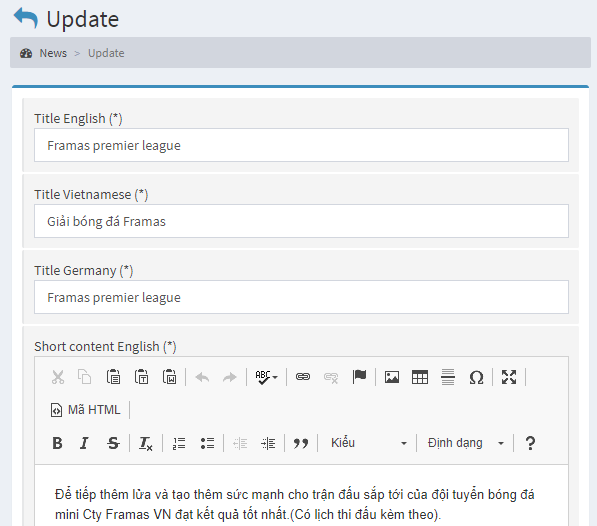 Update
News > Update
Title English (*)
Framas premier league
Title Vietnamese (*)
Giải bóng đá Framas
Title Germany (*)
Framas premier league
Short content English (*)
ABC
Mã HTML
B I S Ix Kiểu Định dạng ?
Để tiếp thêm lửa và tạo thêm sức mạnh cho trận đấu sắp tới của đội tuyển bóng đá
mini Cty Framas VN đạt kết quả tốt nhất.(Có lịch thi đấu kèm theo).